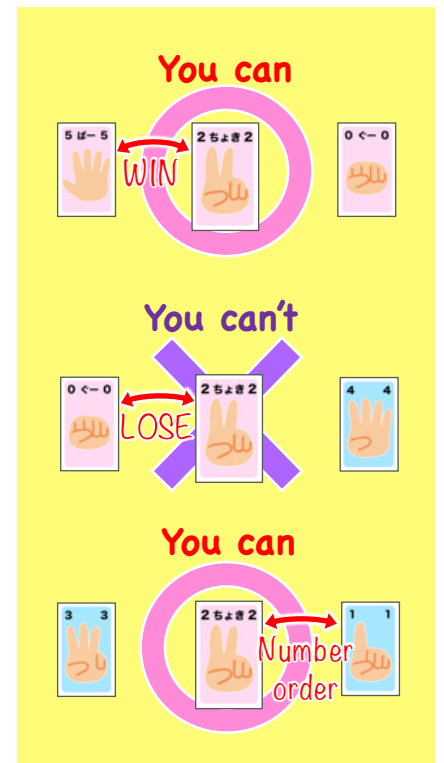 You can
5 ぱー 5
2 ちょき 2
0 ぐー 0
WIN
You can't
0 ぐー 0
2 ちょき 2
4 4
LOSE
You can
3 3
2 ちょき 2
1 1
Number
order